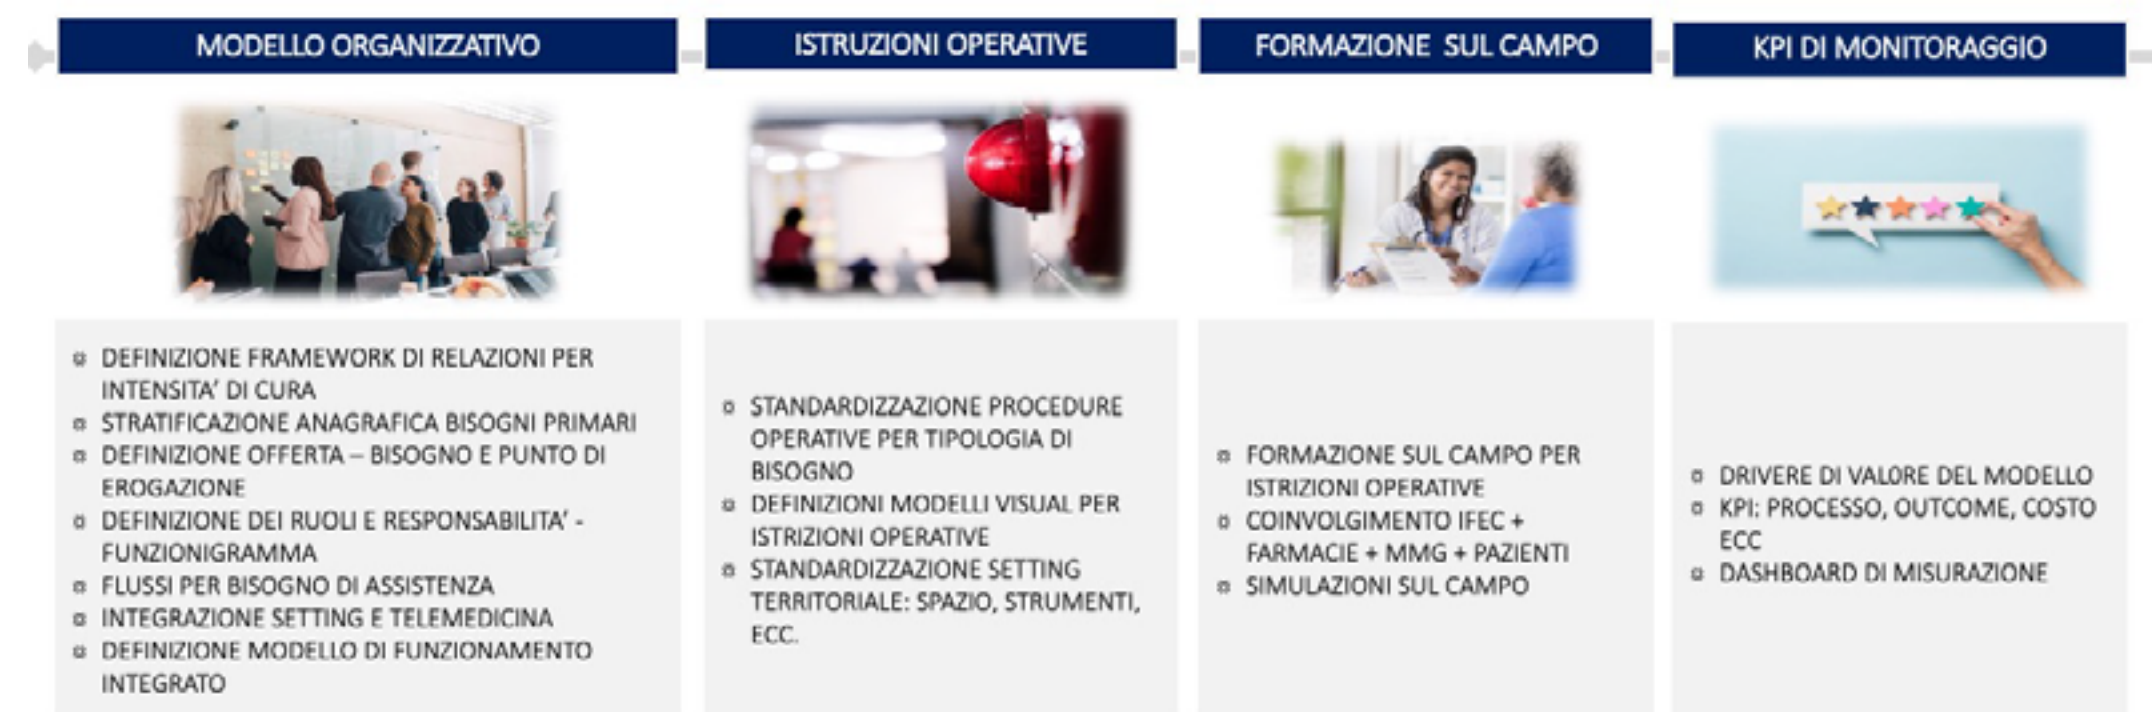 MODELLO ORGANIZZATIVO
¤ DEFINIZIONE FRAMEWORK DI RELAZIONI PER
INTENSITA' DI CURA
¤ STRATIFICAZIONE ANAGRAFICA BISOGNI PRIMARI
¤ DEFINIZIONE OFFERTA – BISOGNO E PUNTO DI
EROGAZIONE
¤ DEFINIZIONE DEI RUOLI E RESPONSABILITA' -
FUNZIONIGRAMMA
¤ FLUSSI PER BISOGNO DI ASSISTENZA
¤ INTEGRAZIONE SETTING E TELEMEDICINA
¤ DEFINIZIONE MODELLO DI FUNZIONAMENTO
INTEGRATO
ISTRUZIONI OPERATIVE
¤ STANDARDIZZAZIONE PROCEDURE
OPERATIVE PER TIPOLOGIA DI
BISOGNO
¤ DEFINIZIONI MODELLI VISUAL PER
ISTRIZIONI OPERATIVE
¤ STANDARDIZZAZIONE SETTING
TERRITORIALE: SPAZIO, STRUMENTI,
ECC.
FORMAZIONE SUL CAMPO
¤ FORMAZIONE SUL CAMPO PER
ISTRIZIONI OPERATIVE
¤ COINVOLGIMENTO IFEC +
FARMACIE + MMG + PAZIENTI
¤ SIMULAZIONI SUL CAMPO
KPI DI MONITORAGGIO
¤ DRIVERE DI VAL0RE DEL MODELLO
¤ KPI: PROCESSO, OUTCOME, COSTO
ECC
¤ DASHBOARD DI MISURAZIONE